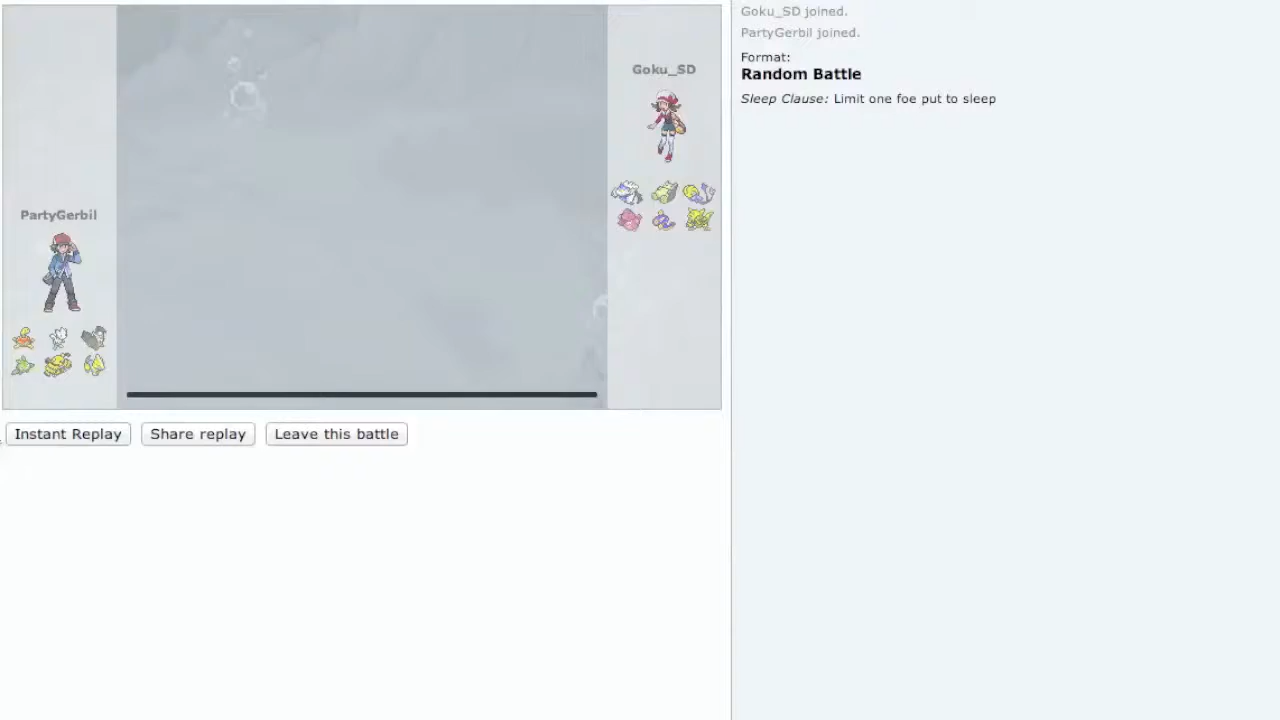 Goku_SD joined.
PartyGerbil joined.
Format:
Random Battle
Sleep Clause: Limit one foe put to sleep
Goku_SD
PartyGerbil
Instant Replay
Share replay
Leave this battle